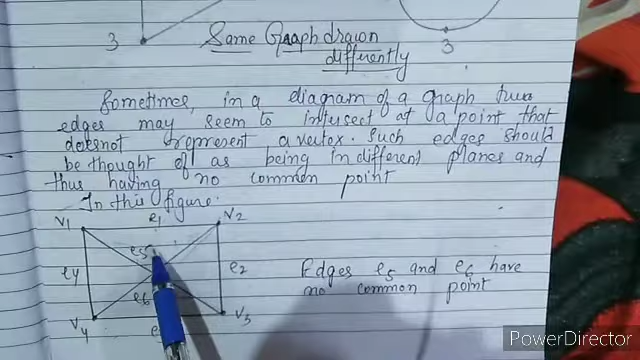 3
Same Graph drawn
differently
3
Sometimes, in a diagram of a graph two
edges may seem to intersect at a point that
doesnot represent a vertex. Such edges should
be thought of as being in different planes and
thus having no common point
In this figure.
V1 e1 V2
e5
e4 e2
e6
Edges e5 and e6 have
no common point
V4 V3
PowerDirector